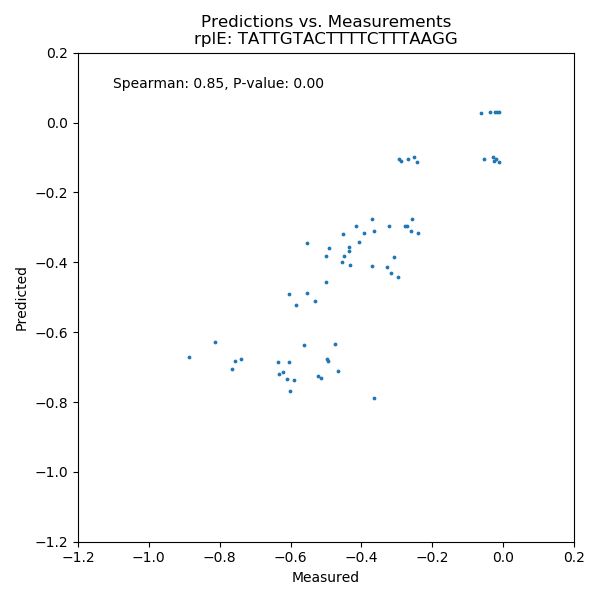 Predictions vs. Measurements
rplE: TATTGTACTTTTCTTTAAGG
Spearman: 0.85, P-value: 0.00
0.2
0.0
−0.2
−0.4
−0.6
−0.8
−1.0
−1.2
Predicted
−1.2 −1.0 −0.8 −0.6 −0.4 −0.2 0.0 0.2
Measured